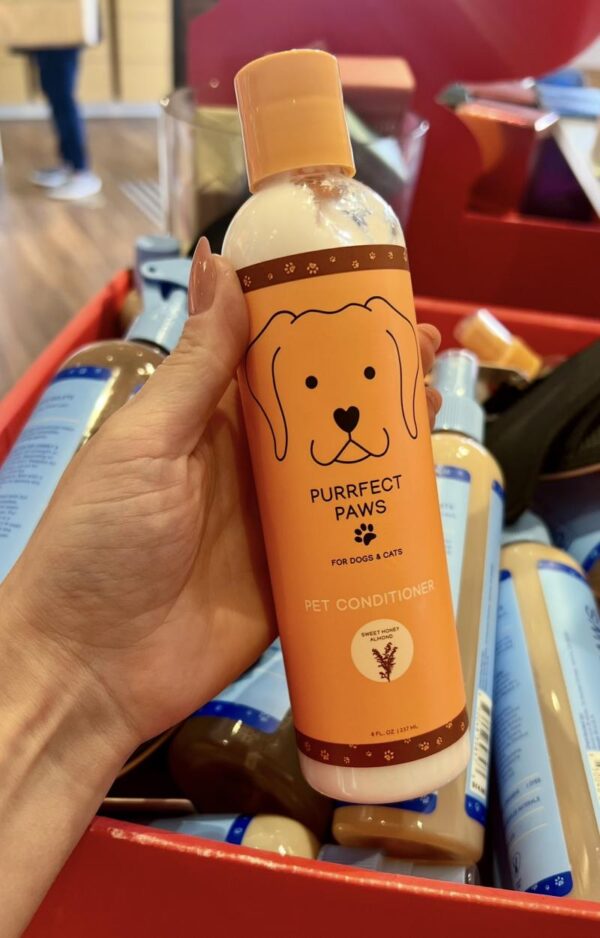 PURRFECT
PAWS
FOR DOGS & CATS
PET CONDITIONER
SWEET HONEY
ALMOND
8 FL. OZ. | 237 ML